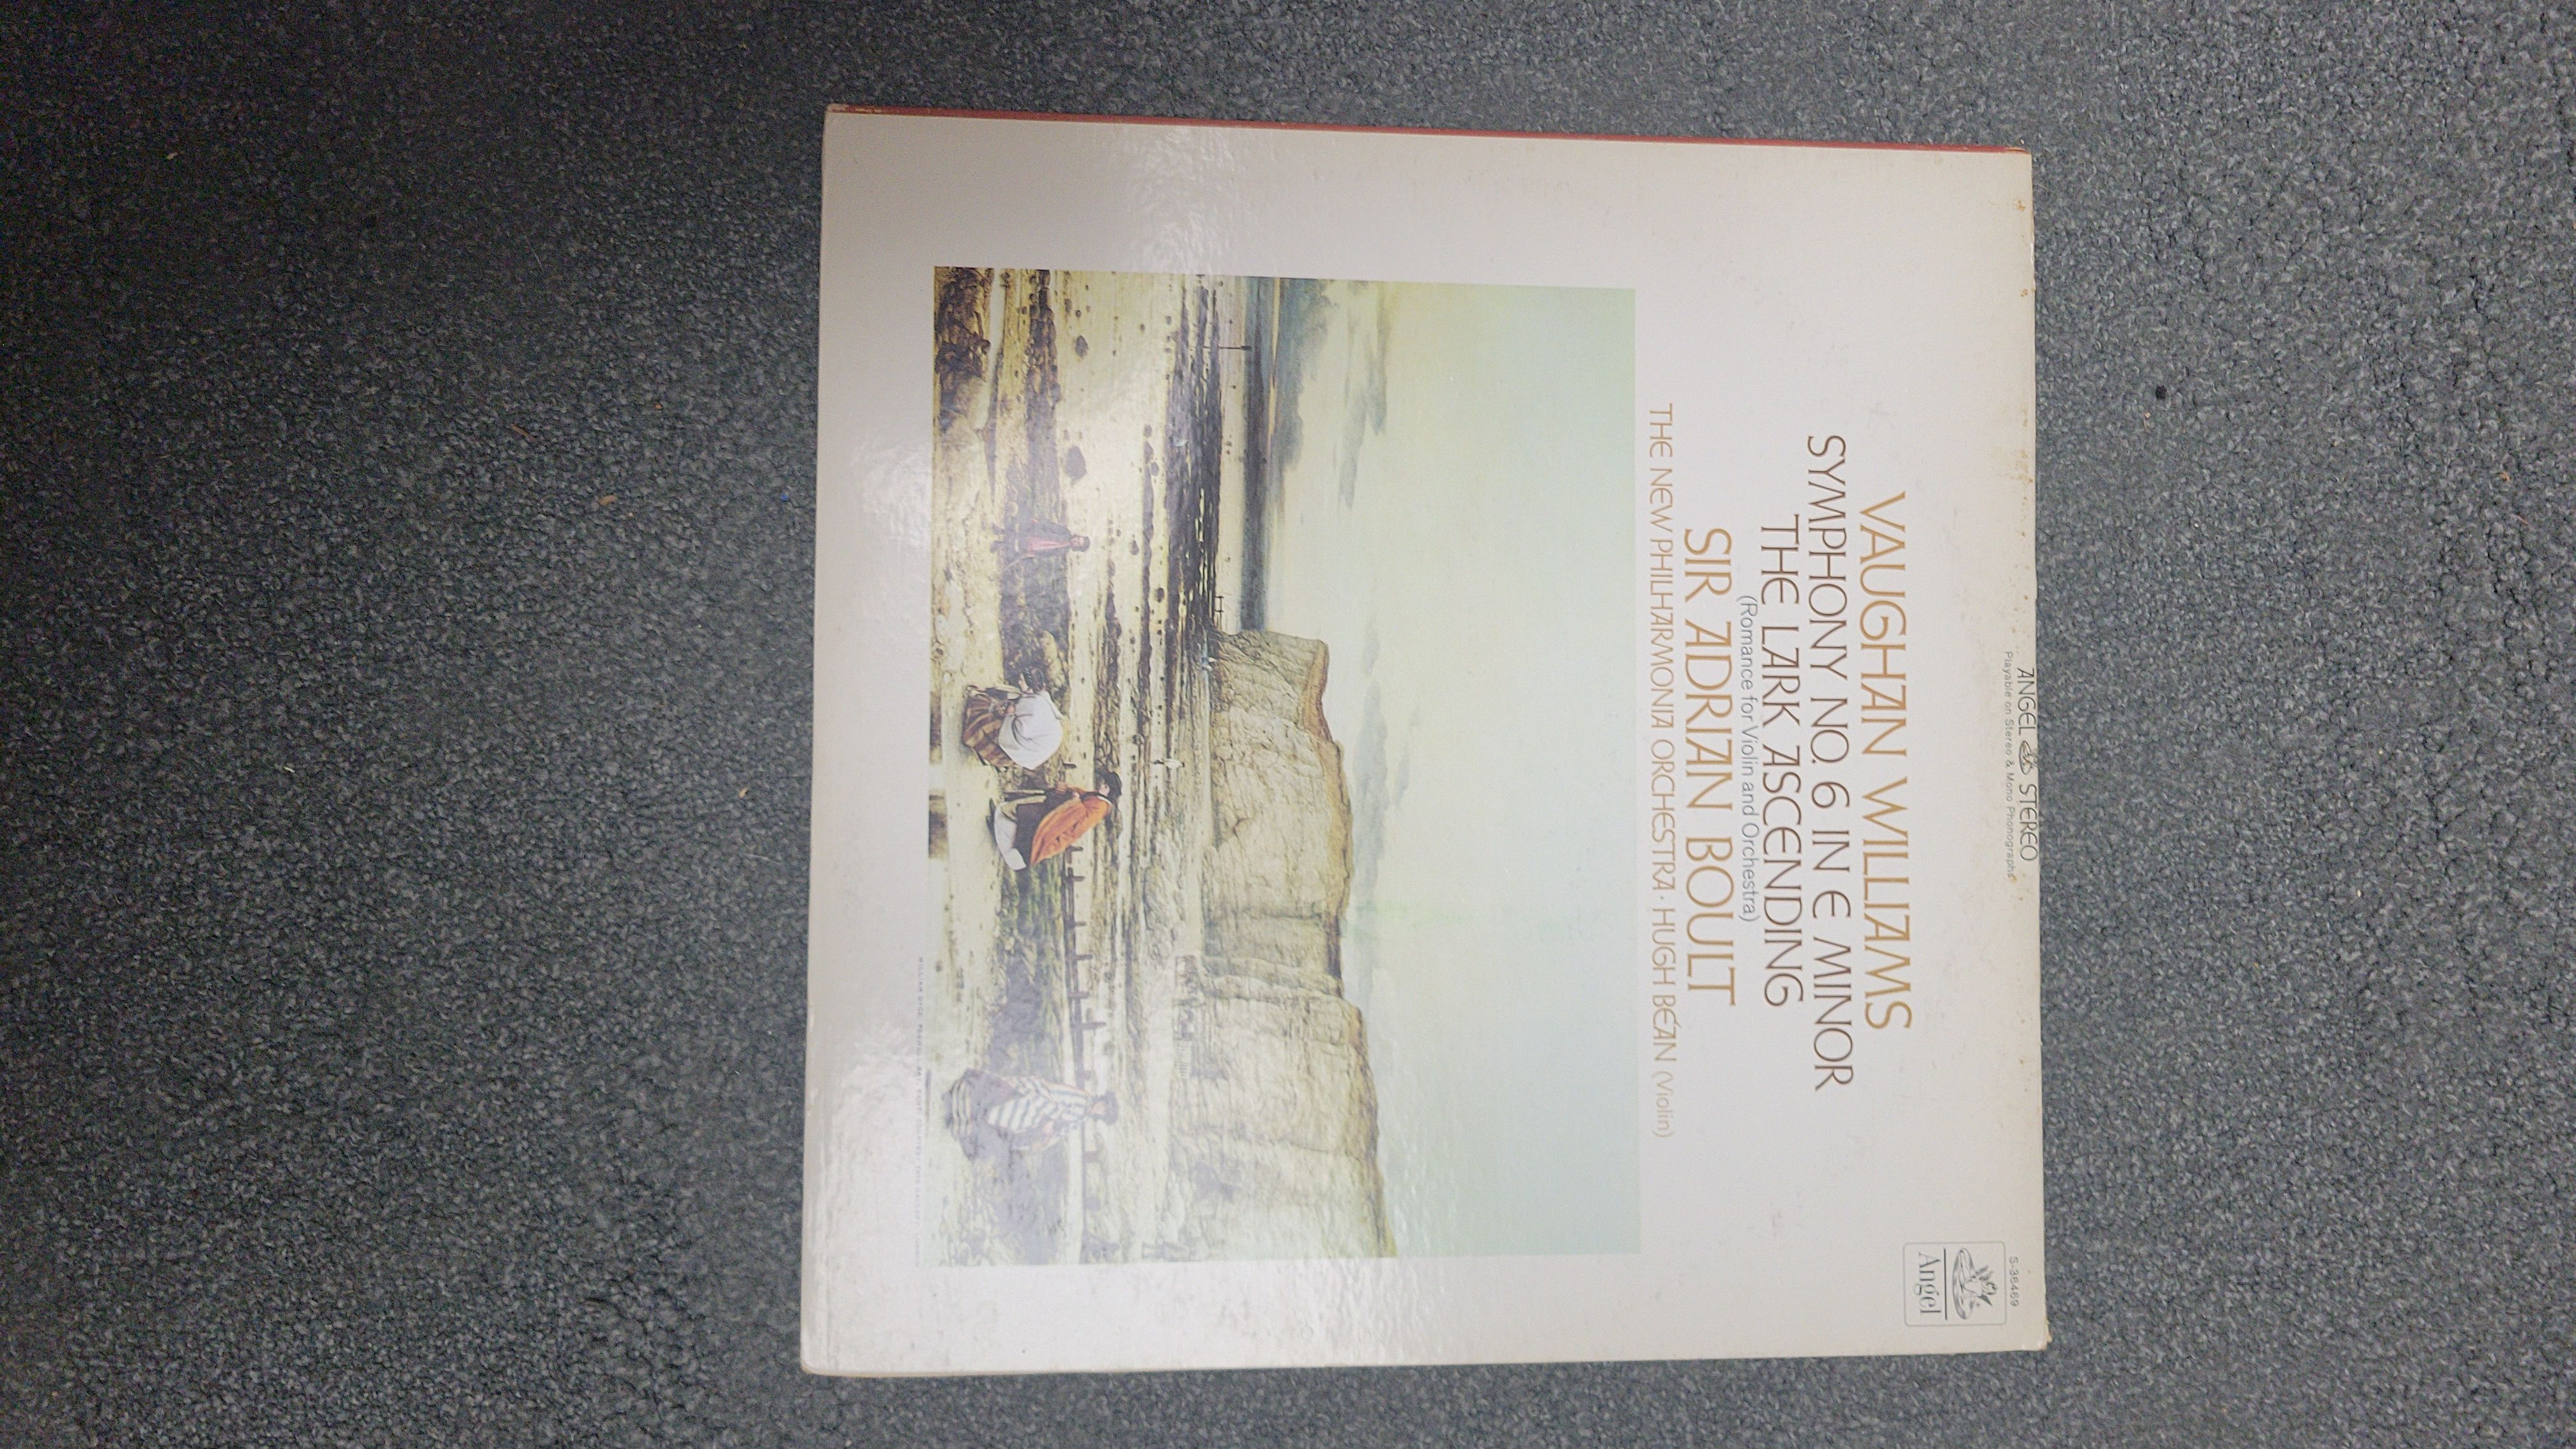 ANGEL STEREO
Playable on Stereo & Mono Phonographs
S-36469
Angel
VAUGHAN WILLIAMS
SYMPHONY NO. 6 IN E MINOR
THE LARK ASCENDING
(Romance for Violin and Orchestra)
SIR ADRIAN BOULT
THE NEW PHILHARMONIA ORCHESTRA · HUGH BEÁN (Violin)